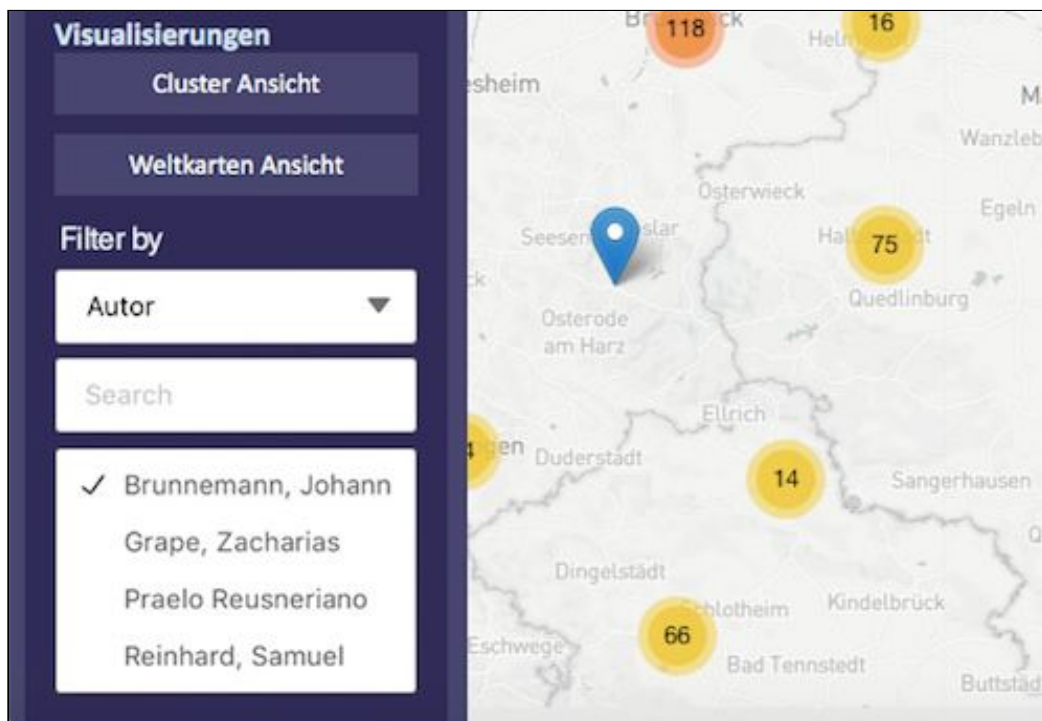 Visualisierungen
Cluster Ansicht
Weltkarten Ansicht
Filter by
Autor
Search
✓ Brunnemann, Johann
Grape, Zacharias
Praelo Reusneriano
Reinhard, Samuel
118
16
Wanzleb
Osterwieck
Egeln
Seesen
75
Quedlinburg
Osterode
am Harz
Ellrich
Duderstadt
14
Sangerhausen
Dingelstädt
Schlotheim
Kindelbrück
66
Eschwege
Bad Tennstedt
Buttstäd